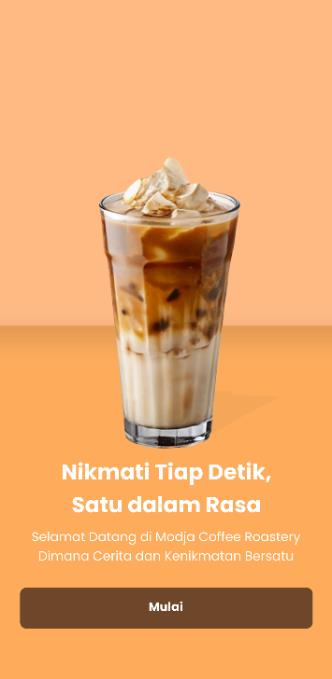 Nikmati Tiap Detik,
Satu dalam Rasa
Selamat Datang di Modja Coffee Roastery
Dimana Cerita dan Kenikmatan Bersatu
Mulai